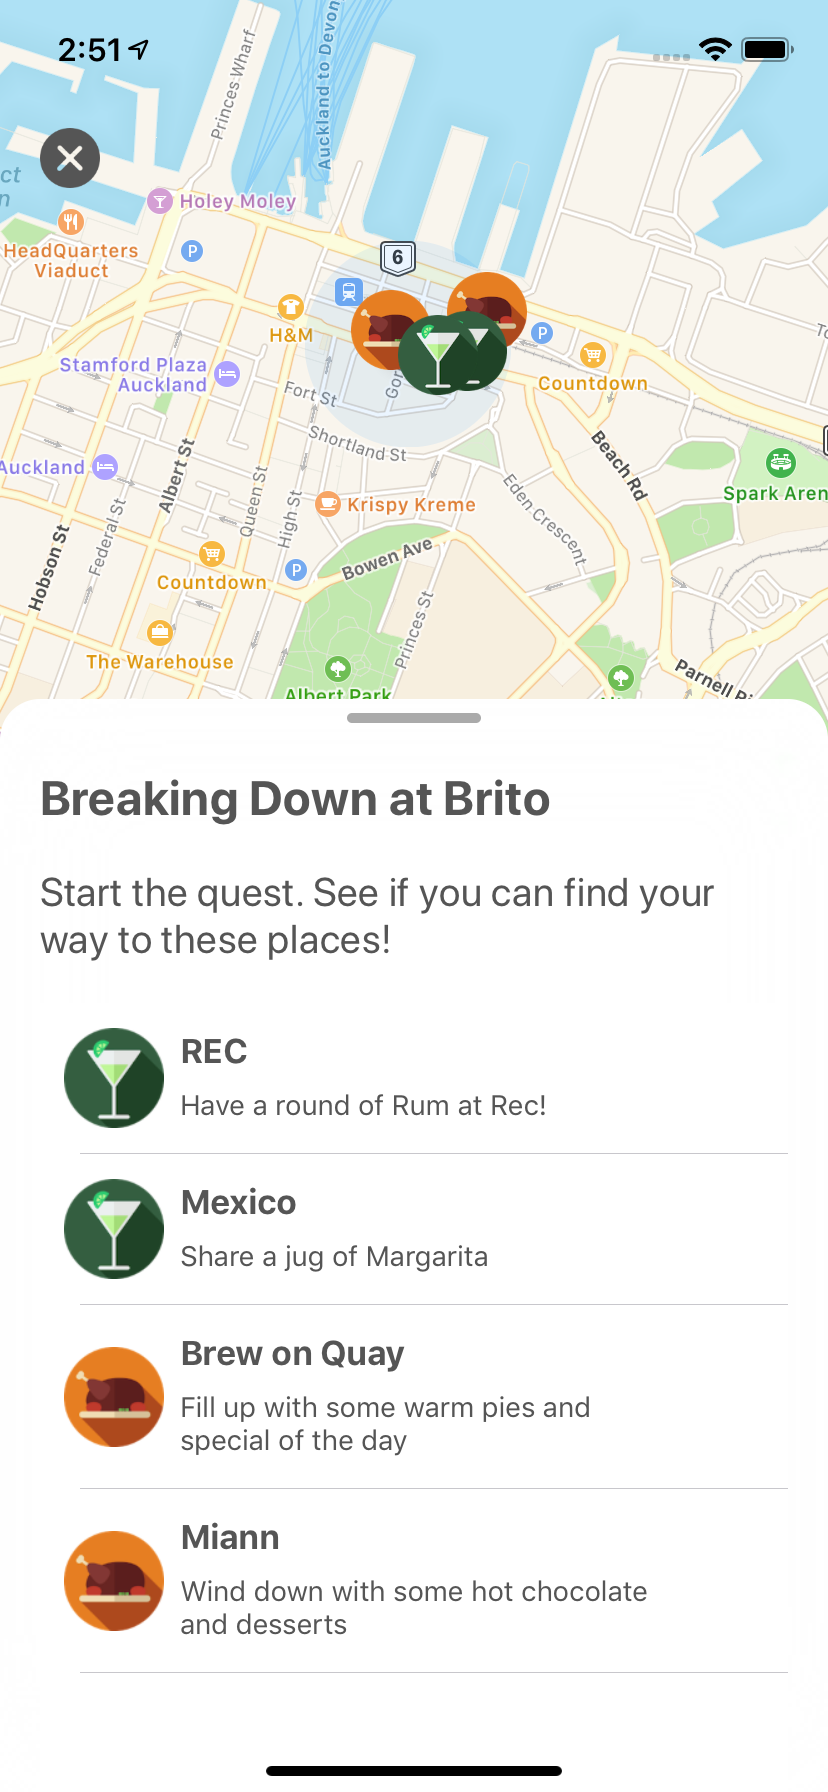 2:51
Princes Wharf
Auckland to Devon
ct
n
Holey Moley
HeadQuarters
Viaduct
P
6
H&M
P
Stamford Plaza
Auckland
Countdown
Fort St
Gor
Shortland St
Auckland
Albert St
Queen St
High St
Federal St
Hobson St
Krispy Kreme
Eden Crescent
Beach Rd
Spark Aren
Bowen Ave
Countdown
P
Princes St
The Warehouse
Albert Park
Parnell Ri
Breaking Down at Brito
Start the quest. See if you can find your
way to these places!
REC
Have a round of Rum at Rec!
Mexico
Share a jug of Margarita
Brew on Quay
Fill up with some warm pies and
special of the day
Miann
Wind down with some hot chocolate
and desserts